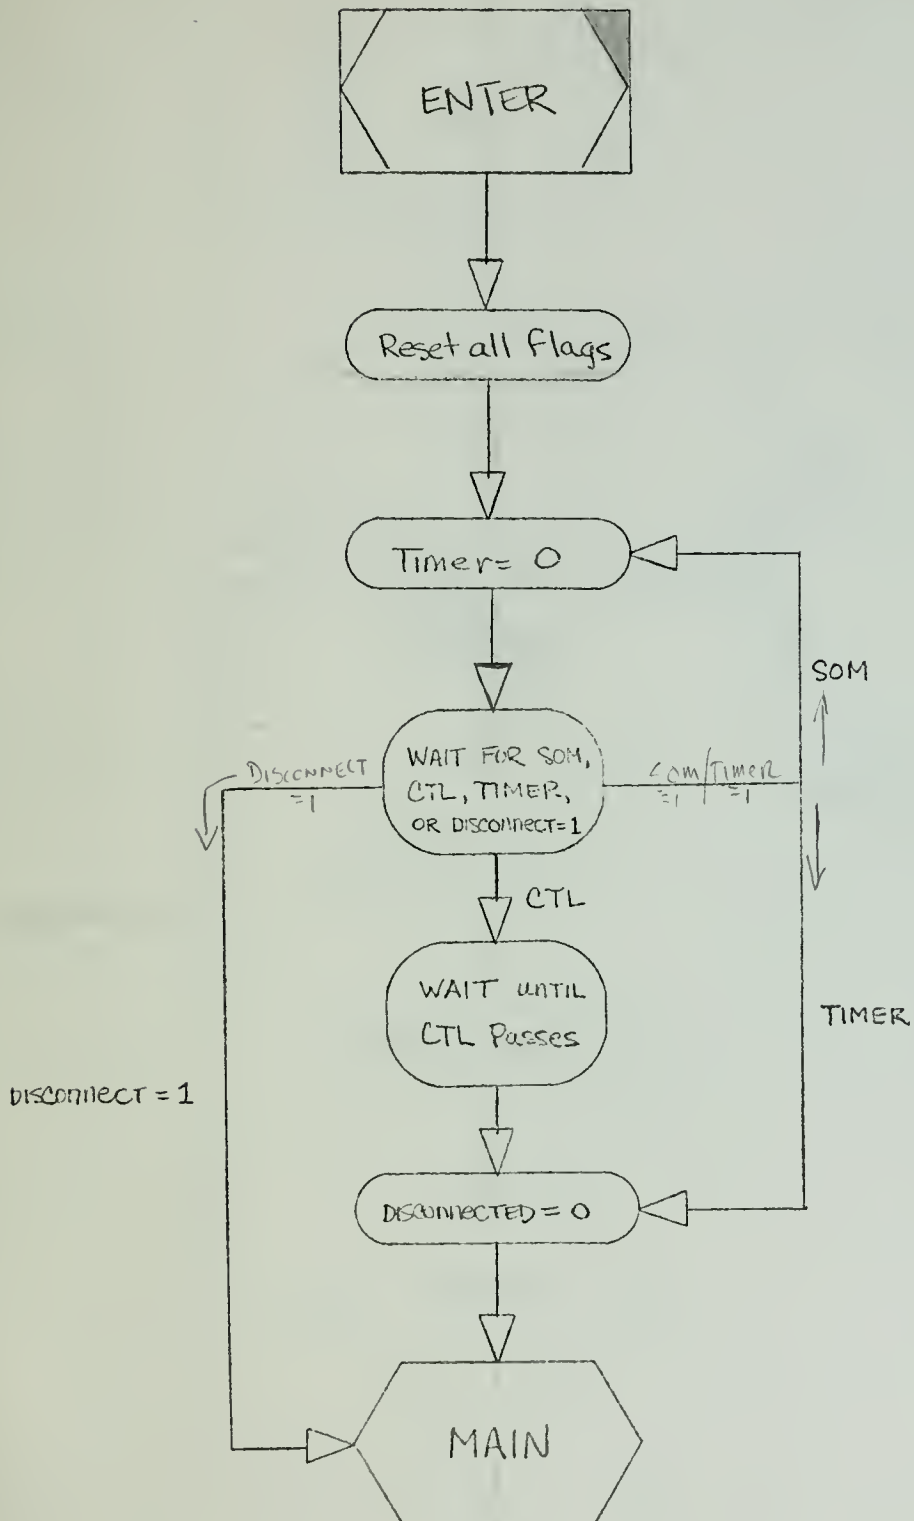 ENTER
Reset all flags
Timer = 0
SOM
WAIT FOR SOM,
CTL, TIMER,
OR DISCONNECT=1
DISCONNECT
=1
SOM/TIMER
=1 =1
CTL
WAIT UNTIL
CTL Passes
TIMER
DISCONNECT = 1
DISCONNECTED = 0
MAIN